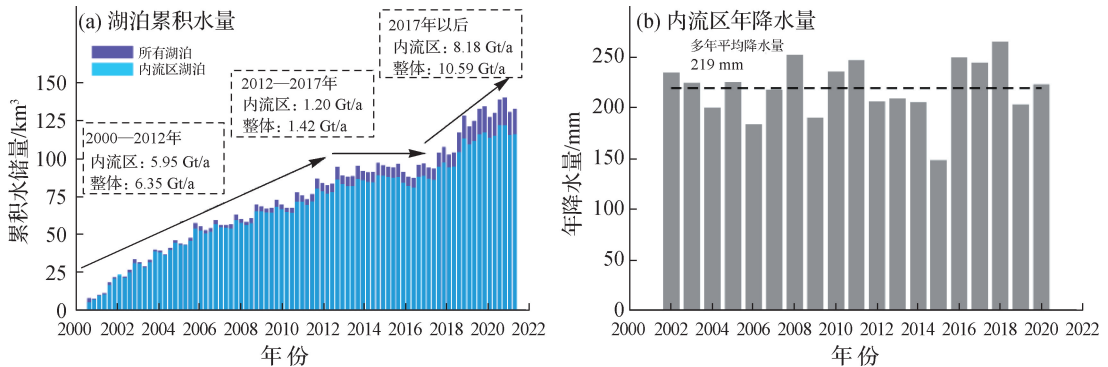 (a) 湖泊累积水量
所有湖泊
内流区湖泊
2000—2012年
内流区: 5.95 Gt/a
整体: 6.35 Gt/a
2012—2017年
内流区: 1.20 Gt/a
整体: 1.42 Gt/a
2017年以后
内流区: 8.18 Gt/a
整体: 10.59 Gt/a
累积水储量/km³
150
125
100
75
50
25
0
2000 2002 2004 2006 2008 2010 2012 2014 2016 2018 2020 2022
年份
(b) 内流区年降水量
多年平均降水量
219 mm
年降水量/mm
250
200
150
200
50
0
2000 2002 2004 2006 2008 2010 2012 2014 2016 2018 2020 2022
年份